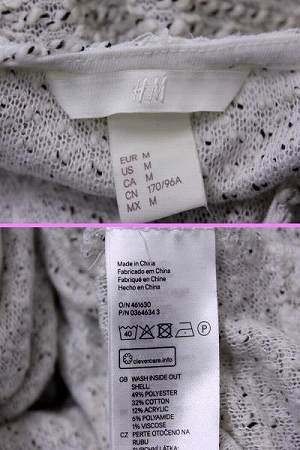 H&M
EUR M
US M
CA M
CN 170/96A
MX M
Made in China
Fabricado em China
Fabriqué en Chine
Hecho en China
O/N 461630
P/N 0364634 3
40
P
clevercare.info
GB WASH INSIDE OUT
SHELL:
49% POLYESTER
32% COTTON
12% ACRYLIC
6% POLYAMIDE
1% VISCOSE
CZ PERTE OTOČENO NA
RUBU.